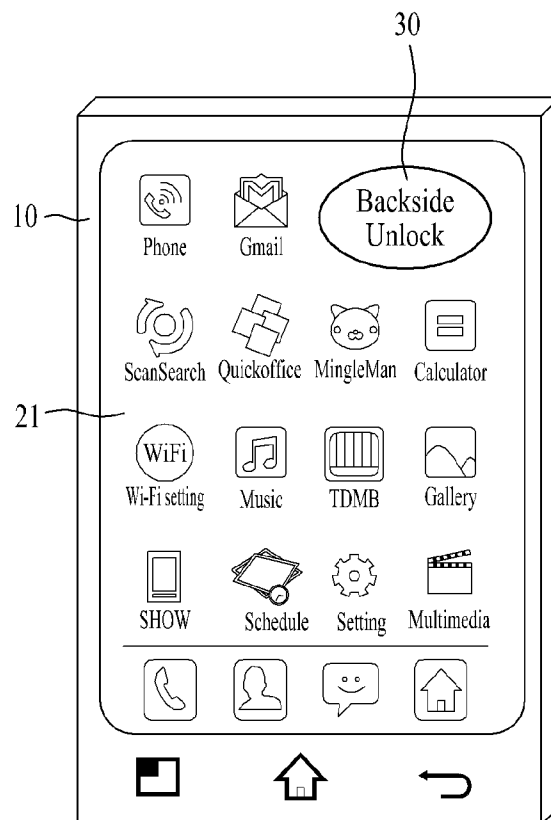 30
10
Backside
Unlock
Phone
Gmail
ScanSearch
Quickoffice
MingleMan
Calculator
21
WiFi
Wi-Fi setting
Music
TDMB
Gallery
SHOW
Schedule
Setting
Multimedia